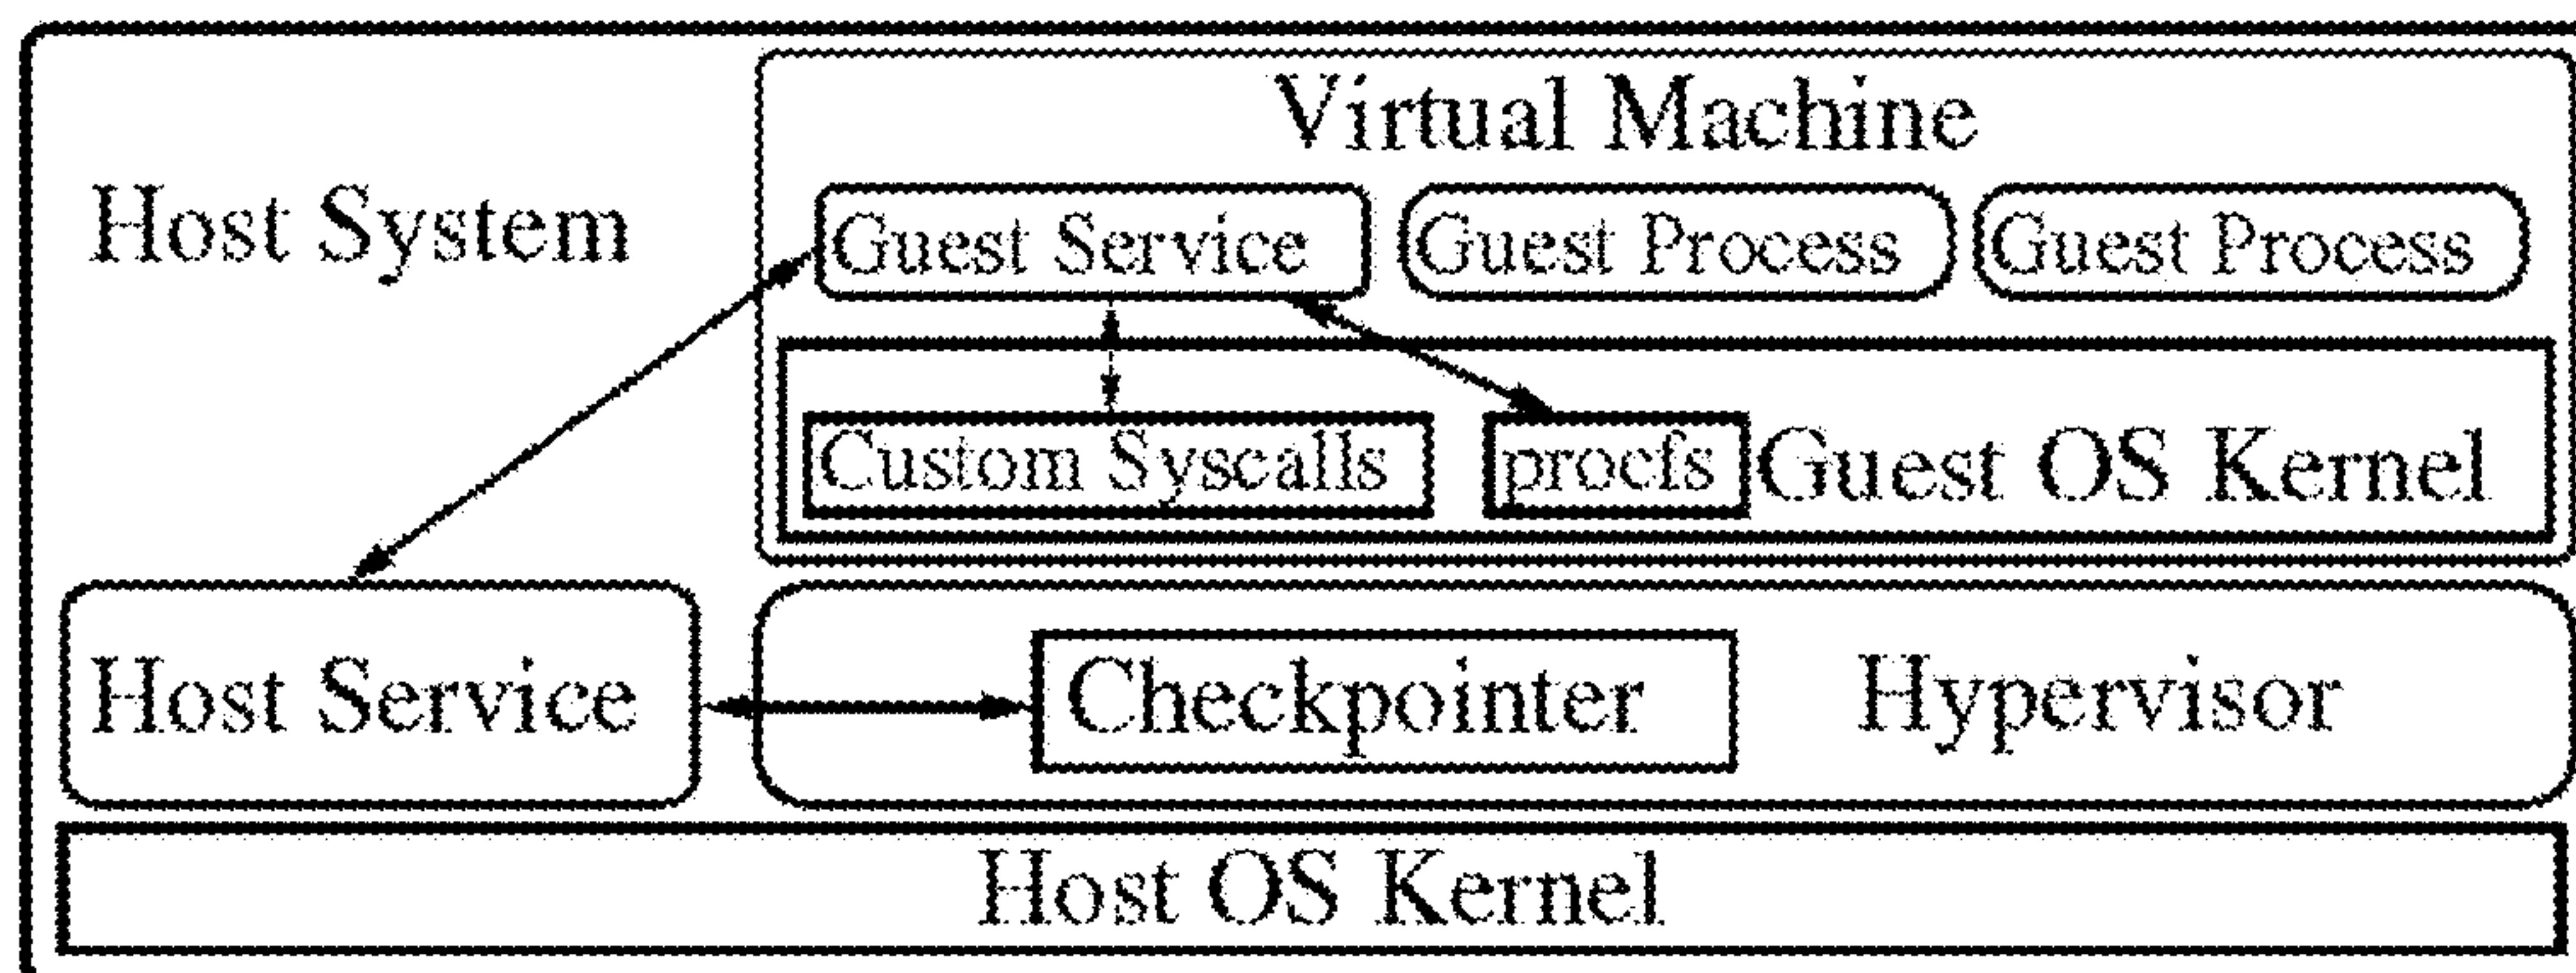 Virtual Machine
Host System
Guest Service
Guest Process
Guest Process
Custom Syscalls
procfs
Guest OS Kernel
Host Service
Checkpointer
Hypervisor
Host OS Kernel